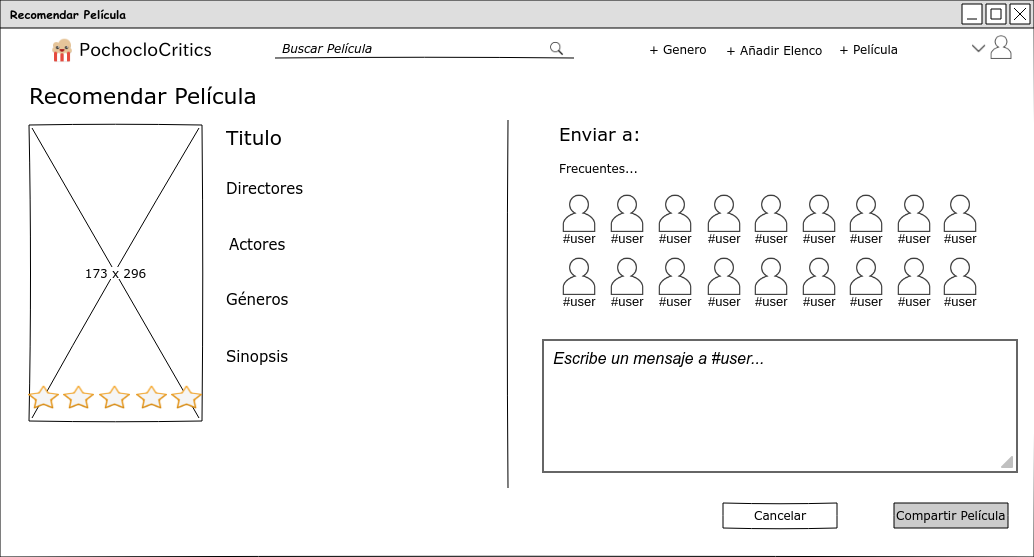 Recomendar Película
PochocloCritics
Buscar Película
+ Genero
+ Añadir Elenco
+ Película
Recomendar Película
173 x 296
Titulo
Directores
Actores
Géneros
Sinopsis
Enviar a:
Frecuentes...
#user #user #user #user #user #user #user #user #user
#user #user #user #user #user #user #user #user #user
Escribe un mensaje a #user...
Cancelar
Compartir Película